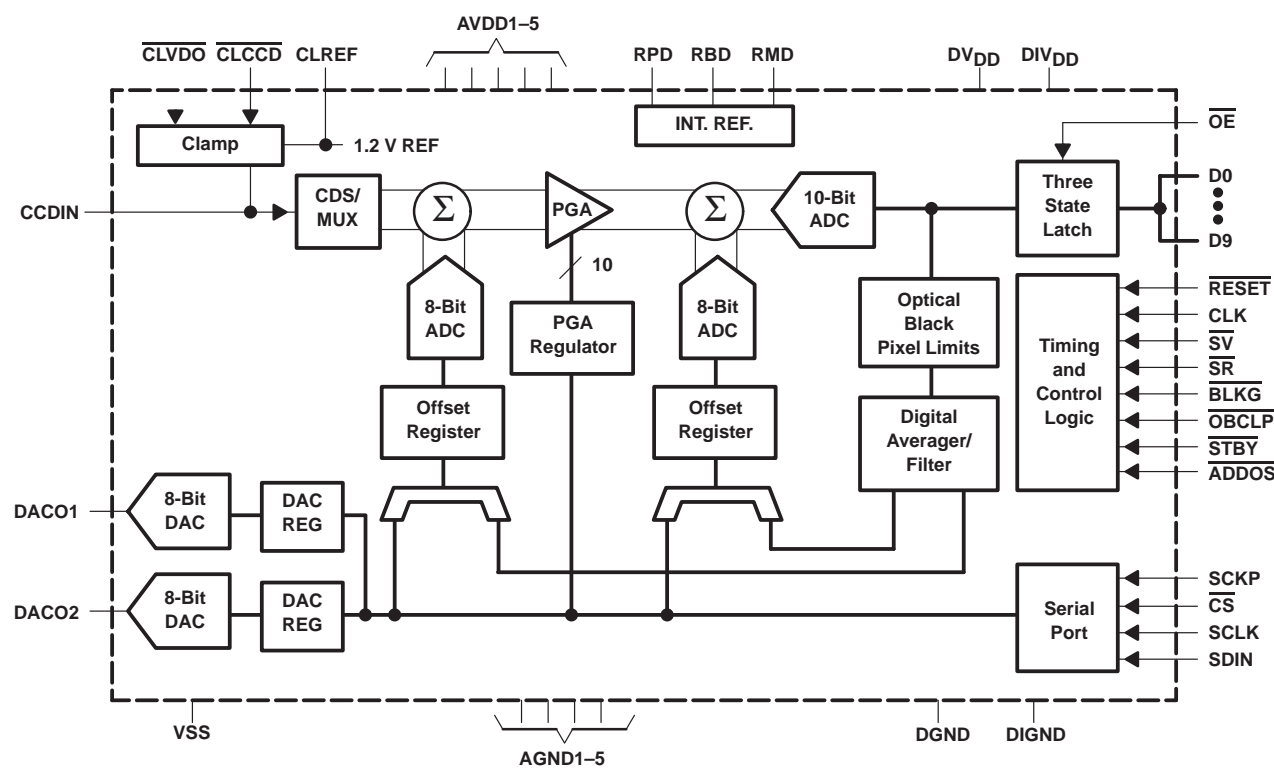 AVDD1–5
CLVDO CLCCD CLREF
RPD RBD RMD
DVDD DIVDD
INT. REF.
OE
Clamp
1.2 V REF
CCDIN
CDS/
MUX
Σ
PGA
Σ
10-Bit
ADC
Three
State
Latch
D0
D9
10
8-Bit
ADC
PGA
Regulator
8-Bit
ADC
Optical
Black
Pixel Limits
Timing
and
Control
Logic
RESET
CLK
SV
SR
BLKG
OBCLP
STBY
ADDOS
Offset
Register
Offset
Register
Digital
Averager/
Filter
DACO1
8-Bit
DAC
DAC
REG
DACO2
8-Bit
DAC
DAC
REG
Serial
Port
SCKP
CS
SCLK
SDIN
VSS
AGND1–5
DGND DIGND